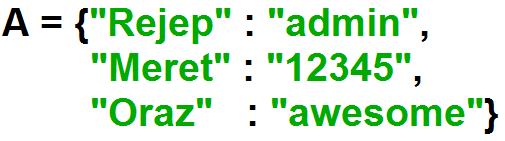 A = {"Rejep" : "admin",
"Meret" : "12345",
"Oraz" : "awesome"}